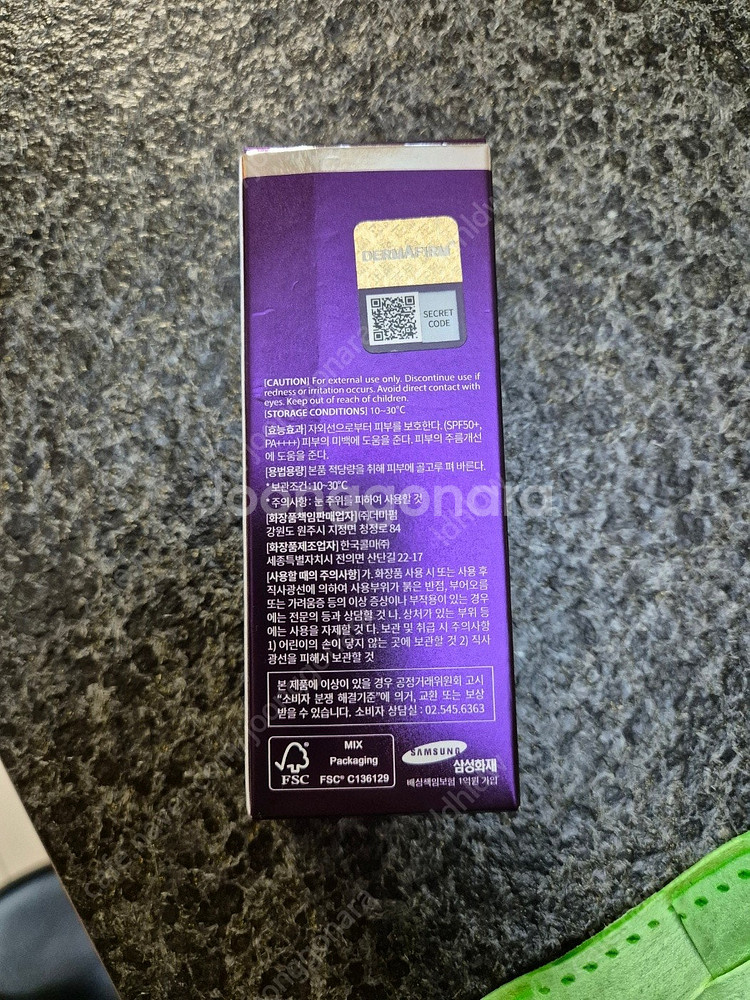 DERMAFIRM
SECRET
CODE
[CAUTION] For external use only. Discontinue use if
redness or irritation occurs. Avoid direct contact with
eyes. Keep out of reach of children.
[STORAGE CONDITIONS] 10~30°C
[효능효과] 자외선으로부터 피부를 보호한다. (SPF50+,
PA++++) 피부의 미백에 도움을 준다. 피부의 주름개선
에 도움을 준다.
[용법용량] 본품 적당량을 취해 피부에 골고루 펴 바른다.
* 보관조건 : 10~30°C
* 주의사항 : 눈 주위를 피하여 사용할 것
joonggonara
[화장품책임판매업자] (주)더마펌
강원도 원주시 지정면 청정로 84
[화장품제조업자] 한국콜마(주)
세종특별자치시 전의면 산단길 22-17
[사용할 때의 주의사항] 가. 화장품 사용 시 또는 사용 후
직사광선에 의하여 사용부위가 붉은 반점, 부어오름
또는 가려움증 등의 이상 증상이나 부작용이 있는 경우
에는 전문의 등과 상담할 것 나. 상처가 있는 부위 등
에는 사용을 자제할 것 다. 보관 및 취급 시 주의사항
1) 어린이의 손이 닿지 않는 곳에 보관할 것 2) 직사
광선을 피해서 보관할 것
본 제품에 이상이 있을 경우 공정거래위원회 고시
"소비자 분쟁 해결기준"에 의거, 교환 또는 보상
받을 수 있습니다. 소비자 상담실 : 02.545.6363
FSC
MIX
Packaging
FSC® C136129
SAMSUNG
삼성화재
배상책임보험 1억원 가입